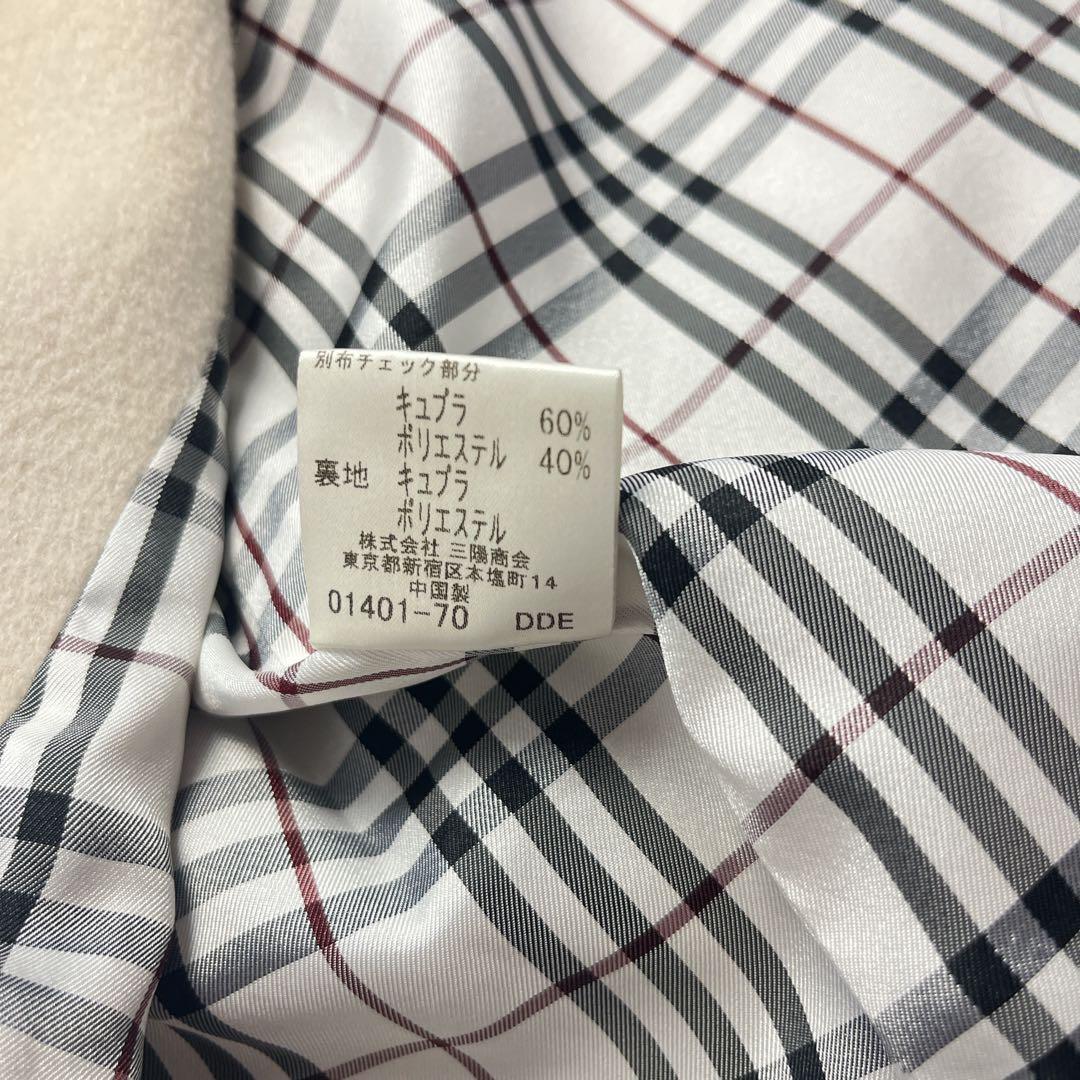 別布チェック部分
キュプラ 60%
ポリエステル 40%
裏地 キュプラ
ポリエステル
株式会社 三陽商会
東京都新宿区本塩町14
中国製
01401-70 DDE